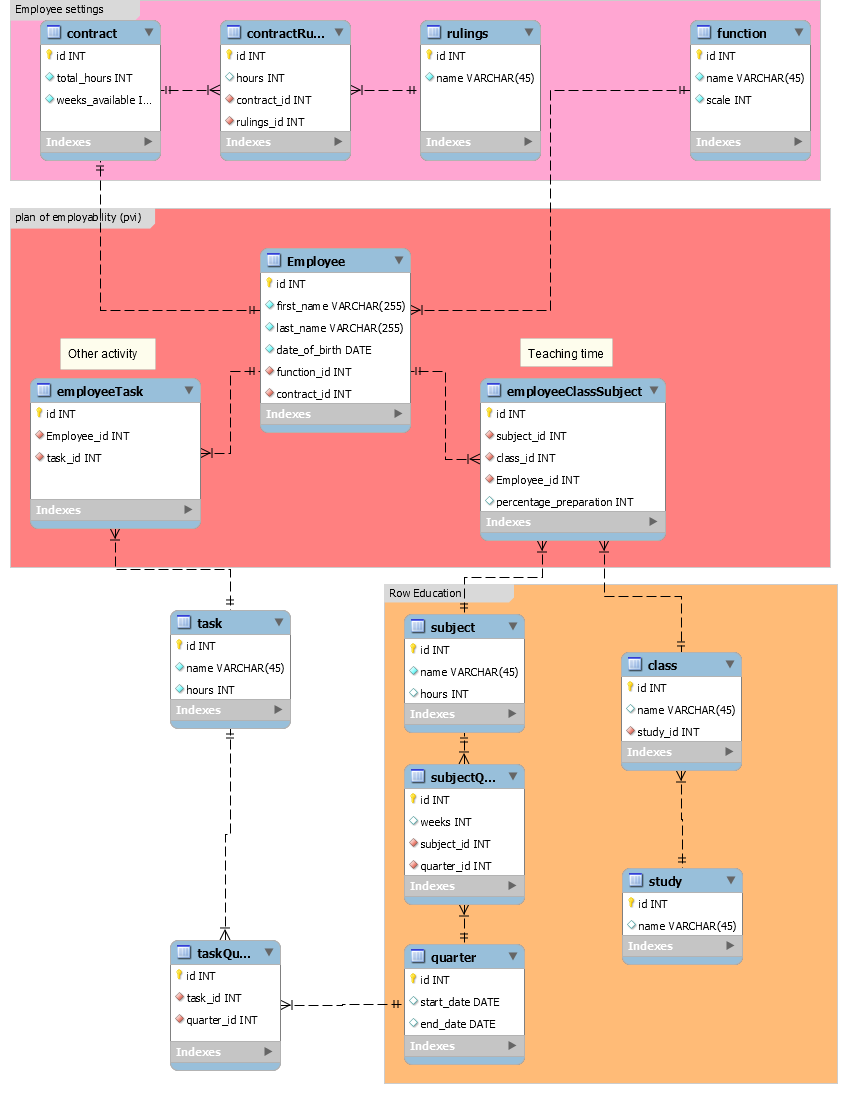 Employee settings
contract
id INT
total_hours INT
weeks_available I...
Indexes
contractRu...
id INT
hours INT
contract_id INT
rulings_id INT
Indexes
rulings
id INT
name VARCHAR(45)
Indexes
function
id INT
name VARCHAR(45)
scale INT
Indexes
plan of employability (pvi)
Employee
id INT
first_name VARCHAR(255)
last_name VARCHAR(255)
date_of_birth DATE
function_id INT
contract_id INT
Indexes
Other activity
Teaching time
employeeTask
id INT
Employee_id INT
task_id INT
Indexes
employeeClassSubject
id INT
subject_id INT
class_id INT
Employee_id INT
percentage_preparation INT
Indexes
task
id INT
name VARCHAR(45)
hours INT
Indexes
Row Education
subject
id INT
name VARCHAR(45)
hours INT
Indexes
class
id INT
name VARCHAR(45)
study_id INT
Indexes
subjectQ...
id INT
weeks INT
subject_id INT
quarter_id INT
Indexes
study
id INT
name VARCHAR(45)
Indexes
taskQu...
id INT
task_id INT
quarter_id INT
Indexes
quarter
id INT
start_date DATE
end_date DATE
Indexes